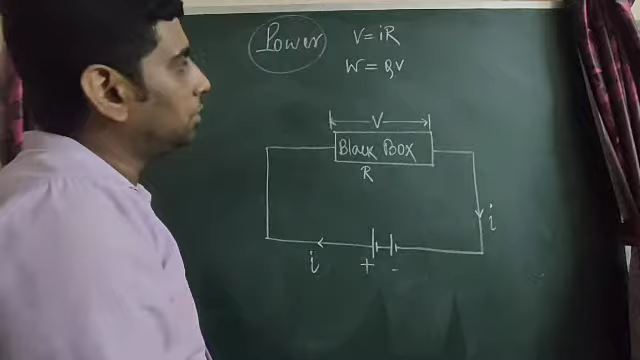 Power
V = iR
W = QV
V
Black Box
R
i
i
+ -